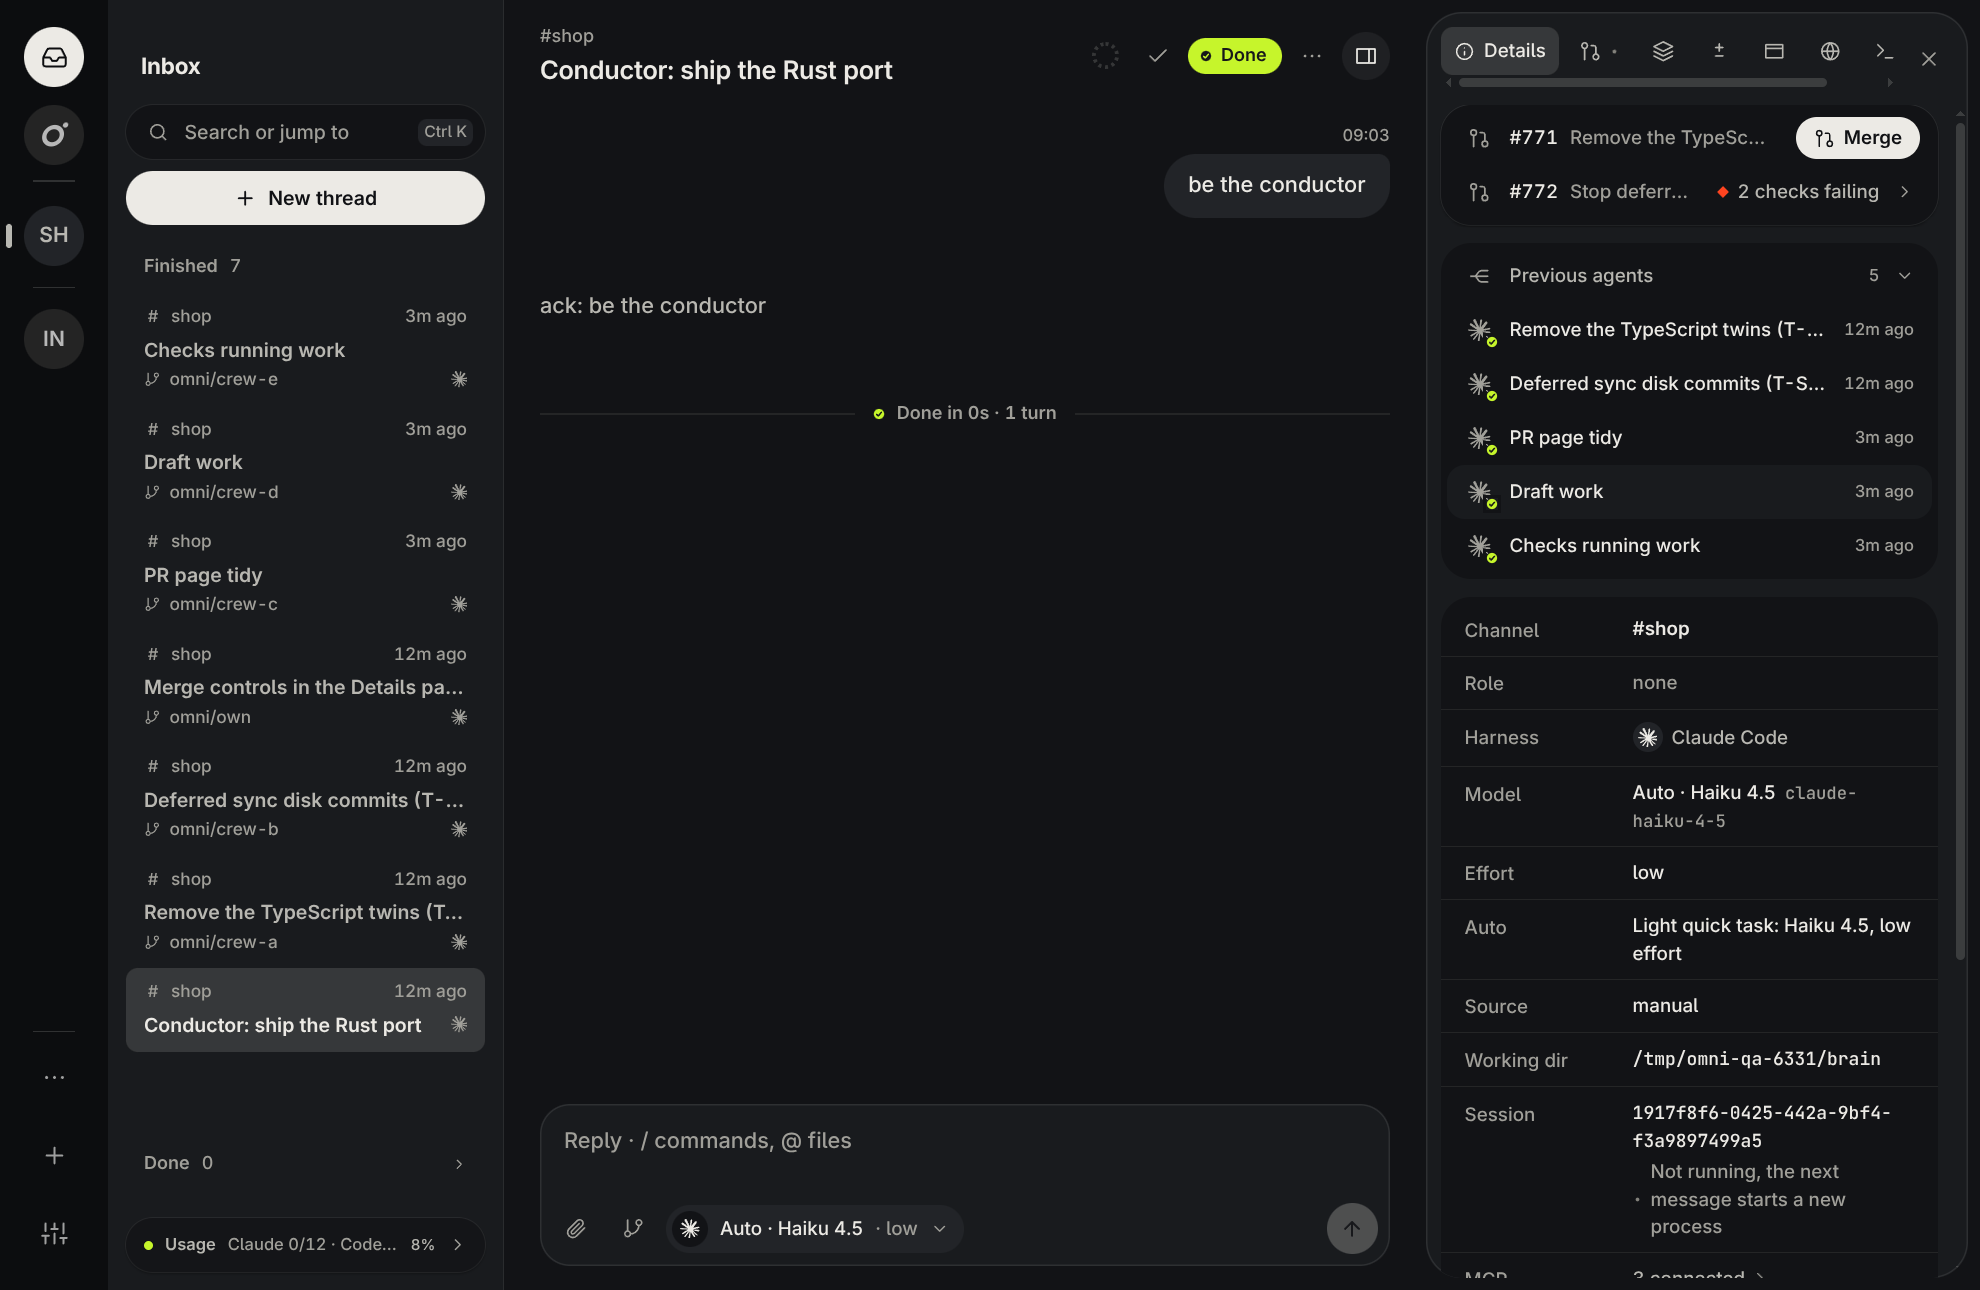 SH
IN
Inbox
Search or jump to
Ctrl K
New thread
Finished 7
# shop 3m ago
Checks running work
omni/crew-e
# shop 3m ago
Draft work
omni/crew-d
# shop 3m ago
PR page tidy
omni/crew-c
# shop 12m ago
Merge controls in the Details pa...
omni/own
# shop 12m ago
Deferred sync disk commits (T-...
omni/crew-b
# shop 12m ago
Remove the TypeScript twins (T...
omni/crew-a
# shop 12m ago
Conductor: ship the Rust port
Done 0
Usage Claude 0/12 · Code... 8%
#shop
Conductor: ship the Rust port
Done
09:03
be the conductor
ack: be the conductor
Done in 0s · 1 turn
Reply · / commands, @ files
Auto · Haiku 4.5 · low
Details
#771 Remove the TypeSc... Merge
#772 Stop deferr... 2 checks failing
Previous agents 5
Remove the TypeScript twins (T-... 12m ago
Deferred sync disk commits (T-S... 12m ago
PR page tidy 3m ago
Draft work 3m ago
Checks running work 3m ago
Channel #shop
Role none
Harness Claude Code
Model Auto · Haiku 4.5 claude-
haiku-4-5
Effort low
Auto Light quick task: Haiku 4.5, low
effort
Source manual
Working dir /tmp/omni-qa-6331/brain
Session 1917f8f6-0425-442a-9bf4-
f3a9897499a5
Not running, the next
· message starts a new
process
MCP 3 connected